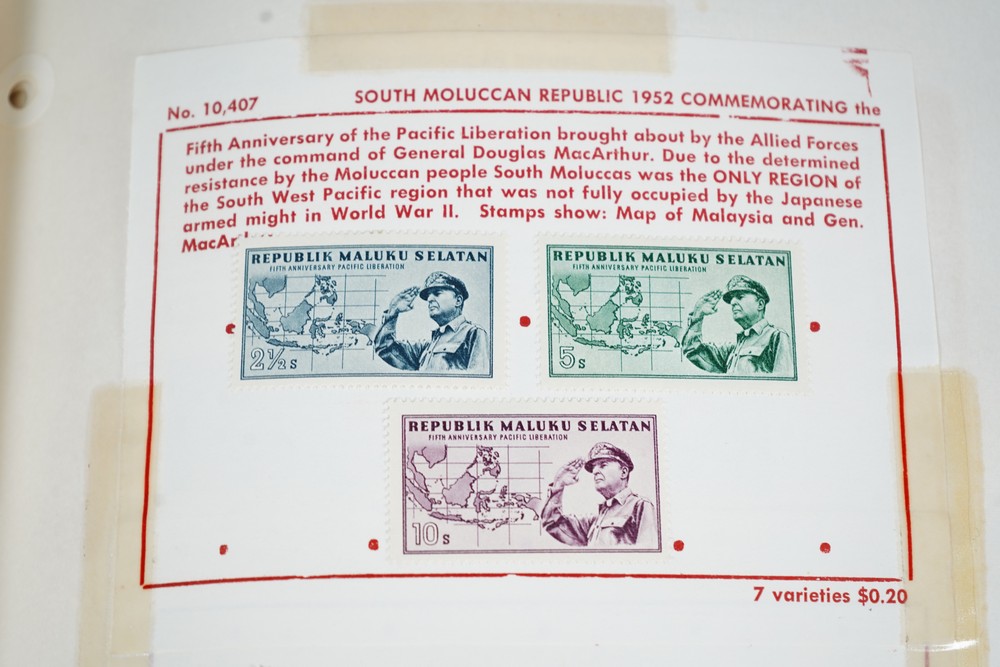 No. 10,407
SOUTH MOLUCCAN REPUBLIC 1952 COMMEMORATING the
Fifth Anniversary of the Pacific Liberation brought about by the Allied Forces
under the command of General Douglas MacArthur. Due to the determined
resistance by the Moluccan people South Moluccas was the ONLY REGION of
the South West Pacific region that was not fully occupied by the Japanese
armed might in World War II. Stamps show: Map of Malaysia and Gen.
REPUBLIK MALUKU SELATAN
FIFTH ANNIVERSARY PACIFIC LIBERATION
2½ s
REPUBLIK MALUKU SELATAN
FIFTH ANNIVERSARY PACIFIC LIBERATION
5 s
REPUBLIK MALUKU SELATAN
FIFTH ANNIVERSARY PACIFIC LIBERATION
10 s
7 varieties $0.20